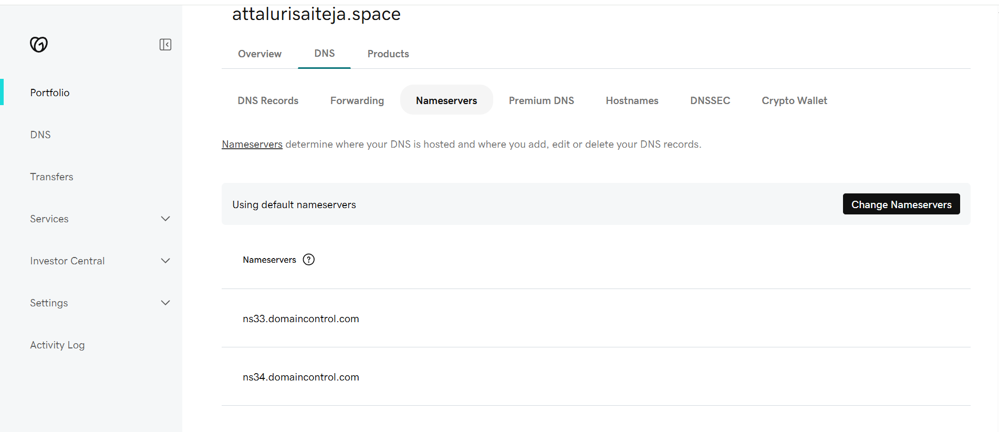 attalurisaiteja.space
Overview
DNS
Products
Portfolio
DNS
Transfers
Services
Investor Central
Settings
Activity Log
DNS Records
Forwarding
Nameservers
Premium DNS
Hostnames
DNSSEC
Crypto Wallet
Nameservers determine where your DNS is hosted and where you add, edit or delete your DNS records.
Using default nameservers
Change Nameservers
Nameservers ?
ns33.domaincontrol.com
ns34.domaincontrol.com